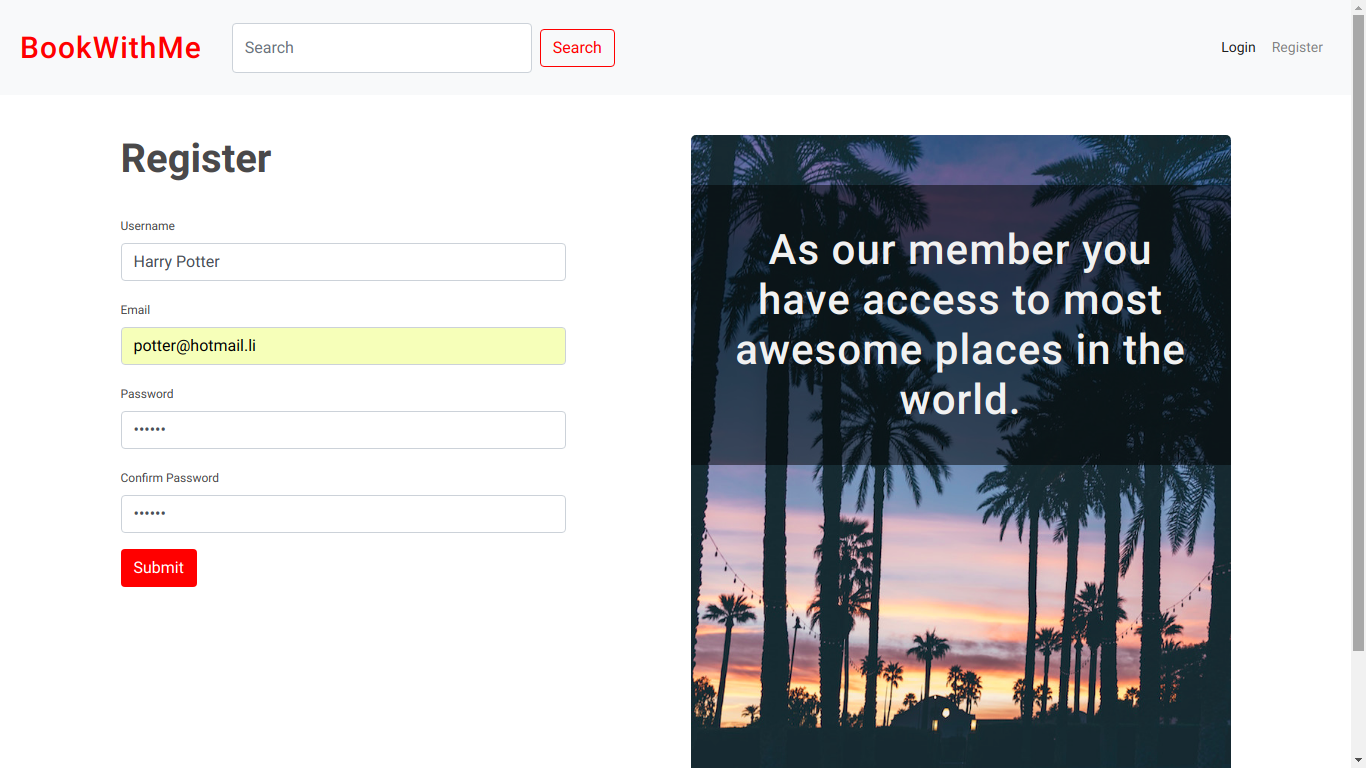 BookWithMe
Search
Search
Login
Register
Register
Username
Harry Potter
Email
potter@hotmail.li
Password
••••••
Confirm Password
••••••
Submit
As our member you
have access to most
awesome places in the
world.